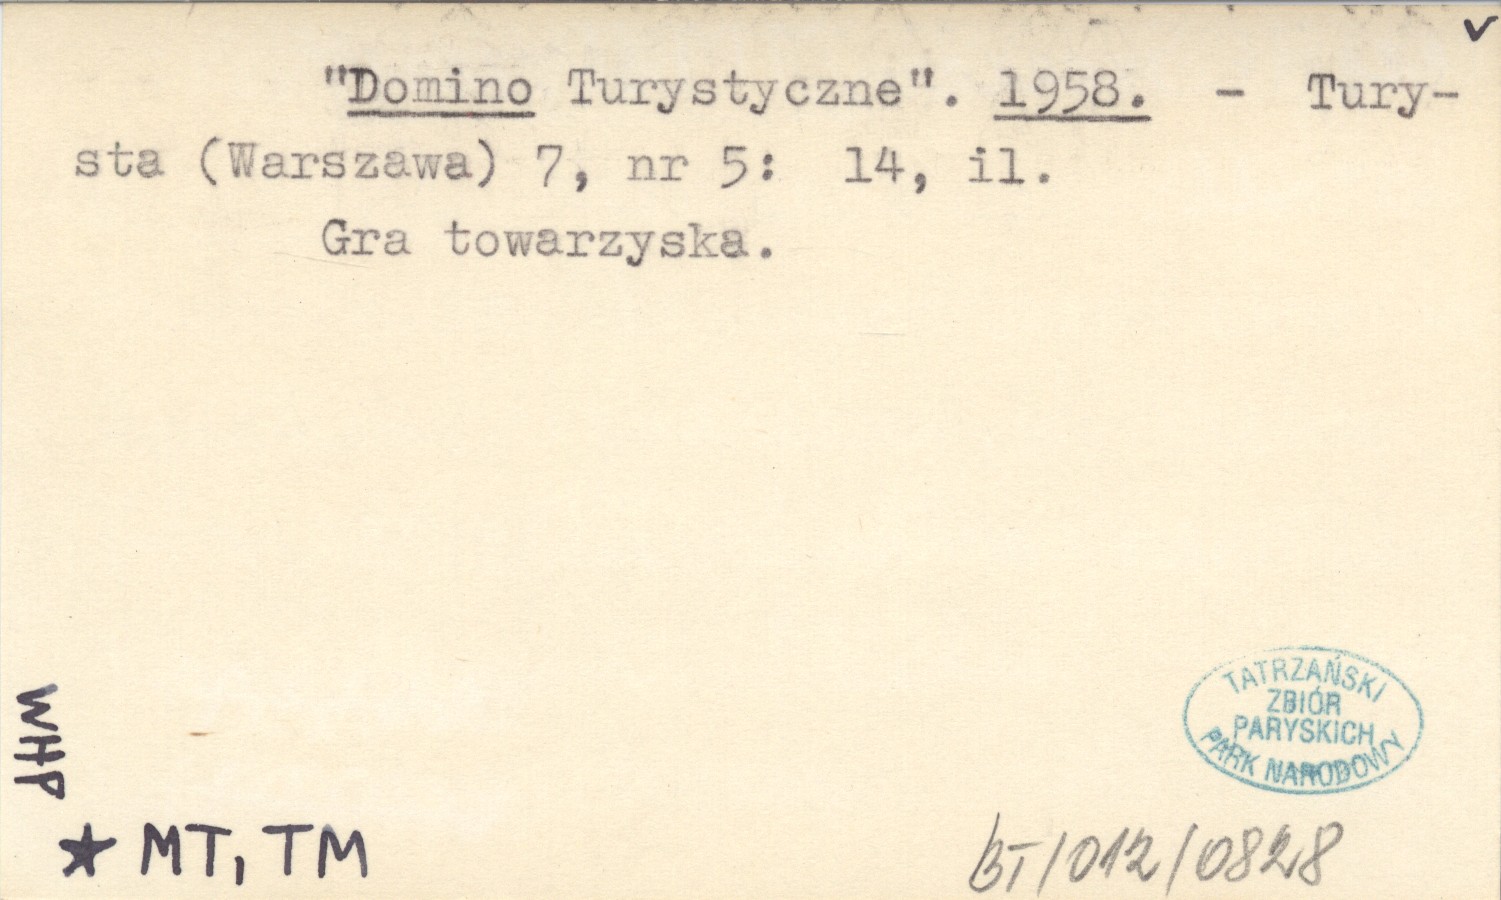 ✓
"Domino Turystyczne". 1958. - Tury-
sta (Warszawa) 7, nr 5: 14, il.
Gra towarzyska.
TATRZAŃSKI
ZBIÓR
PARYSKICH
PARK NARODOWY
WHP
★ MT, TM
BT/012/0828